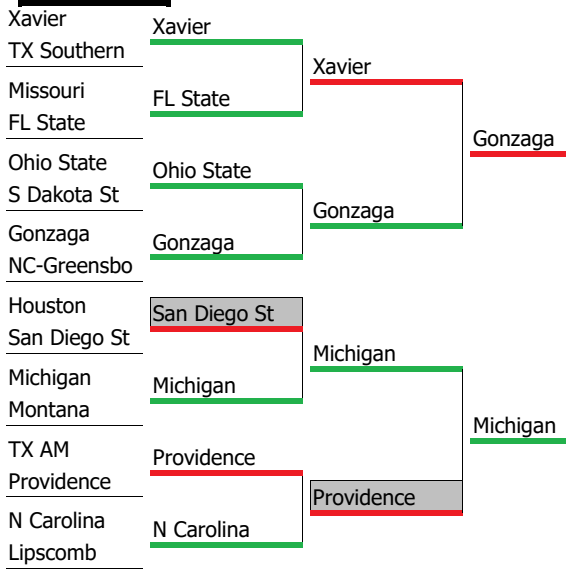 Xavier
TX Southern
Missouri
FL State
Ohio State
S Dakota St
Gonzaga
NC-Greensbo
Houston
San Diego St
Michigan
Montana
TX AM
Providence
N Carolina
Lipscomb
Xavier
FL State
Ohio State
Gonzaga
San Diego St
Michigan
Providence
N Carolina
Xavier
Gonzaga
Michigan
Providence
Gonzaga
Michigan